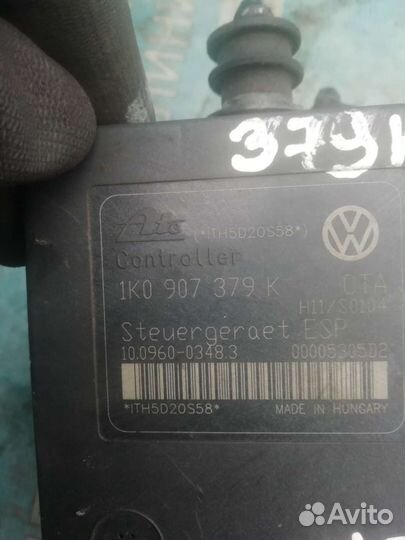 379K
Ate (*ITH5D20S58*)
Controller
1K0 907 379 K OTA
H11/S0104
Steuergeraet ESP
10.0960-0348.3 00005305D2
*ITH5D20S58* MADE IN HUNGARY
Avito